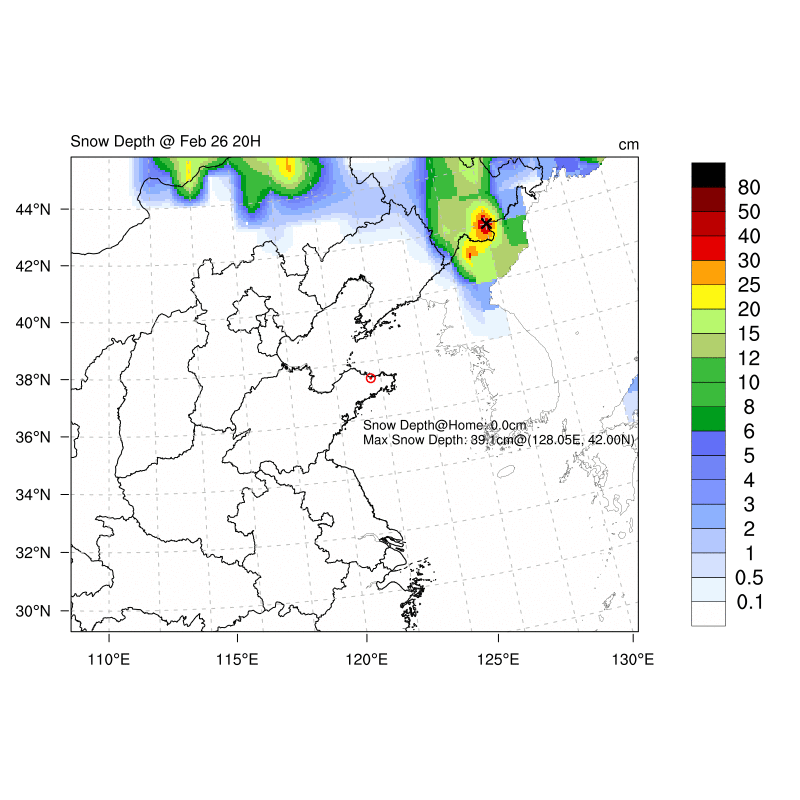 Snow Depth @ Feb 26 20H
cm
44°N
42°N
40°N
38°N
36°N
34°N
32°N
30°N
Snow Depth@Home: 0.0cm
Max Snow Depth: 39.1cm@(128.05E, 42.00N)
110°E
115°E
120°E
125°E
130°E
80
50
40
30
25
20
15
12
10
8
6
5
4
3
2
1
0.5
0.1